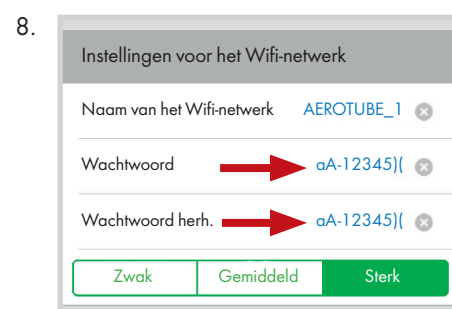 8.
Instellingen voor het Wifi-netwerk
Naam van het Wifi-netwerk AEROTUBE_1
Wachtwoord aA-12345)(
Wachtwoord herh. aA-12345)(
Zwak Gemiddeld Sterk